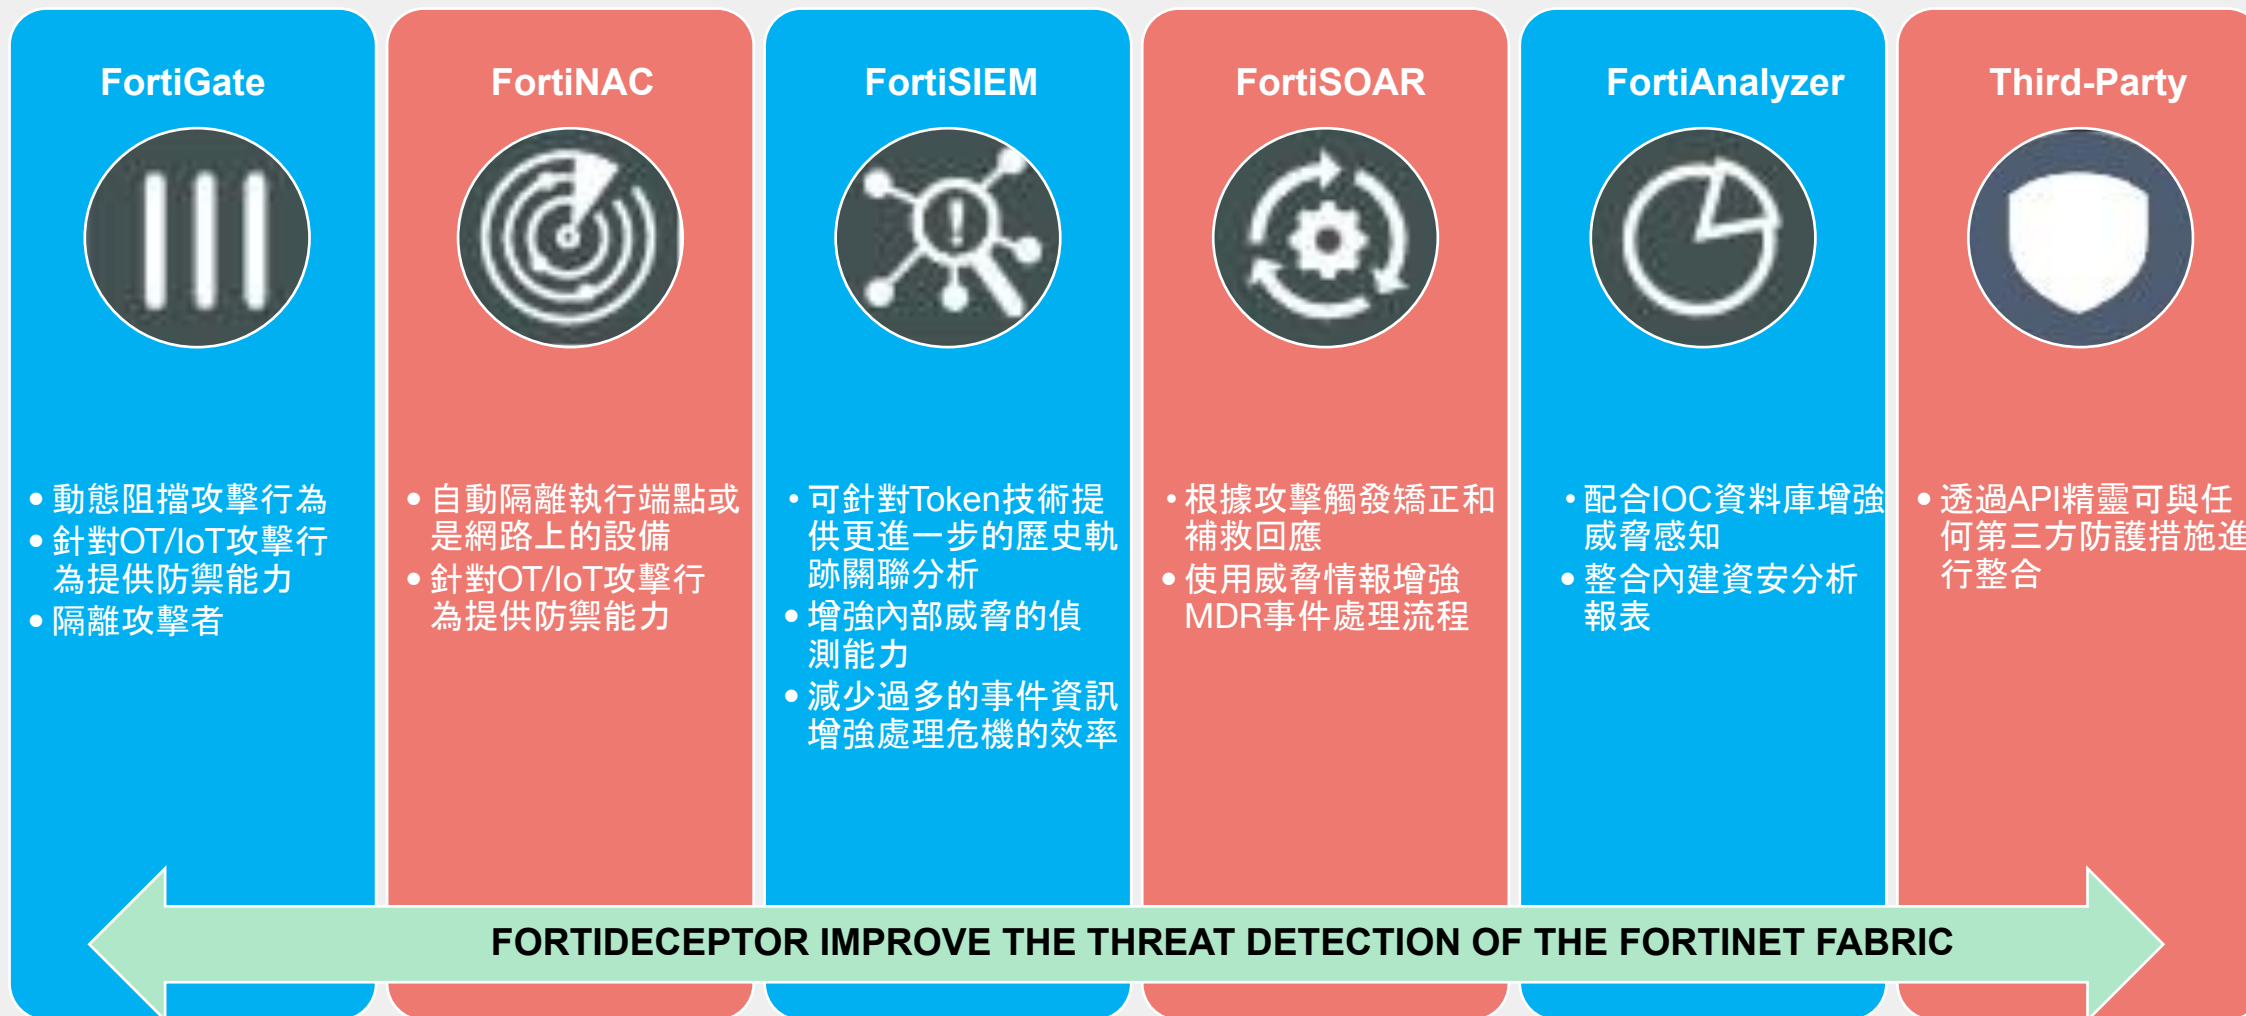 FortiGate
動態阻擋攻擊行為
針對OT/IoT攻擊行
為提供防禦能力
隔離攻擊者
FortiNAC
自動隔離執行端點或
是網路上的設備
針對OT/IoT攻擊行
為提供防禦能力
FortiSIEM
可針對Token技術提
供更進一步的歷史軌
跡關聯分析
增強內部威脅的偵
測能力
減少過多的事件資訊
增強處理危機的效率
FortiSOAR
根據攻擊觸發矯正和
補救回應
使用威脅情報增強
MDR事件處理流程
FortiAnalyzer
配合IOC資料庫增強
威脅感知
整合內建資安分析
報表
Third-Party
透過API精靈可與任
何第三方防護措施進
行整合
FORTIDECEPTOR IMPROVE THE THREAT DETECTION OF THE FORTINET FABRIC